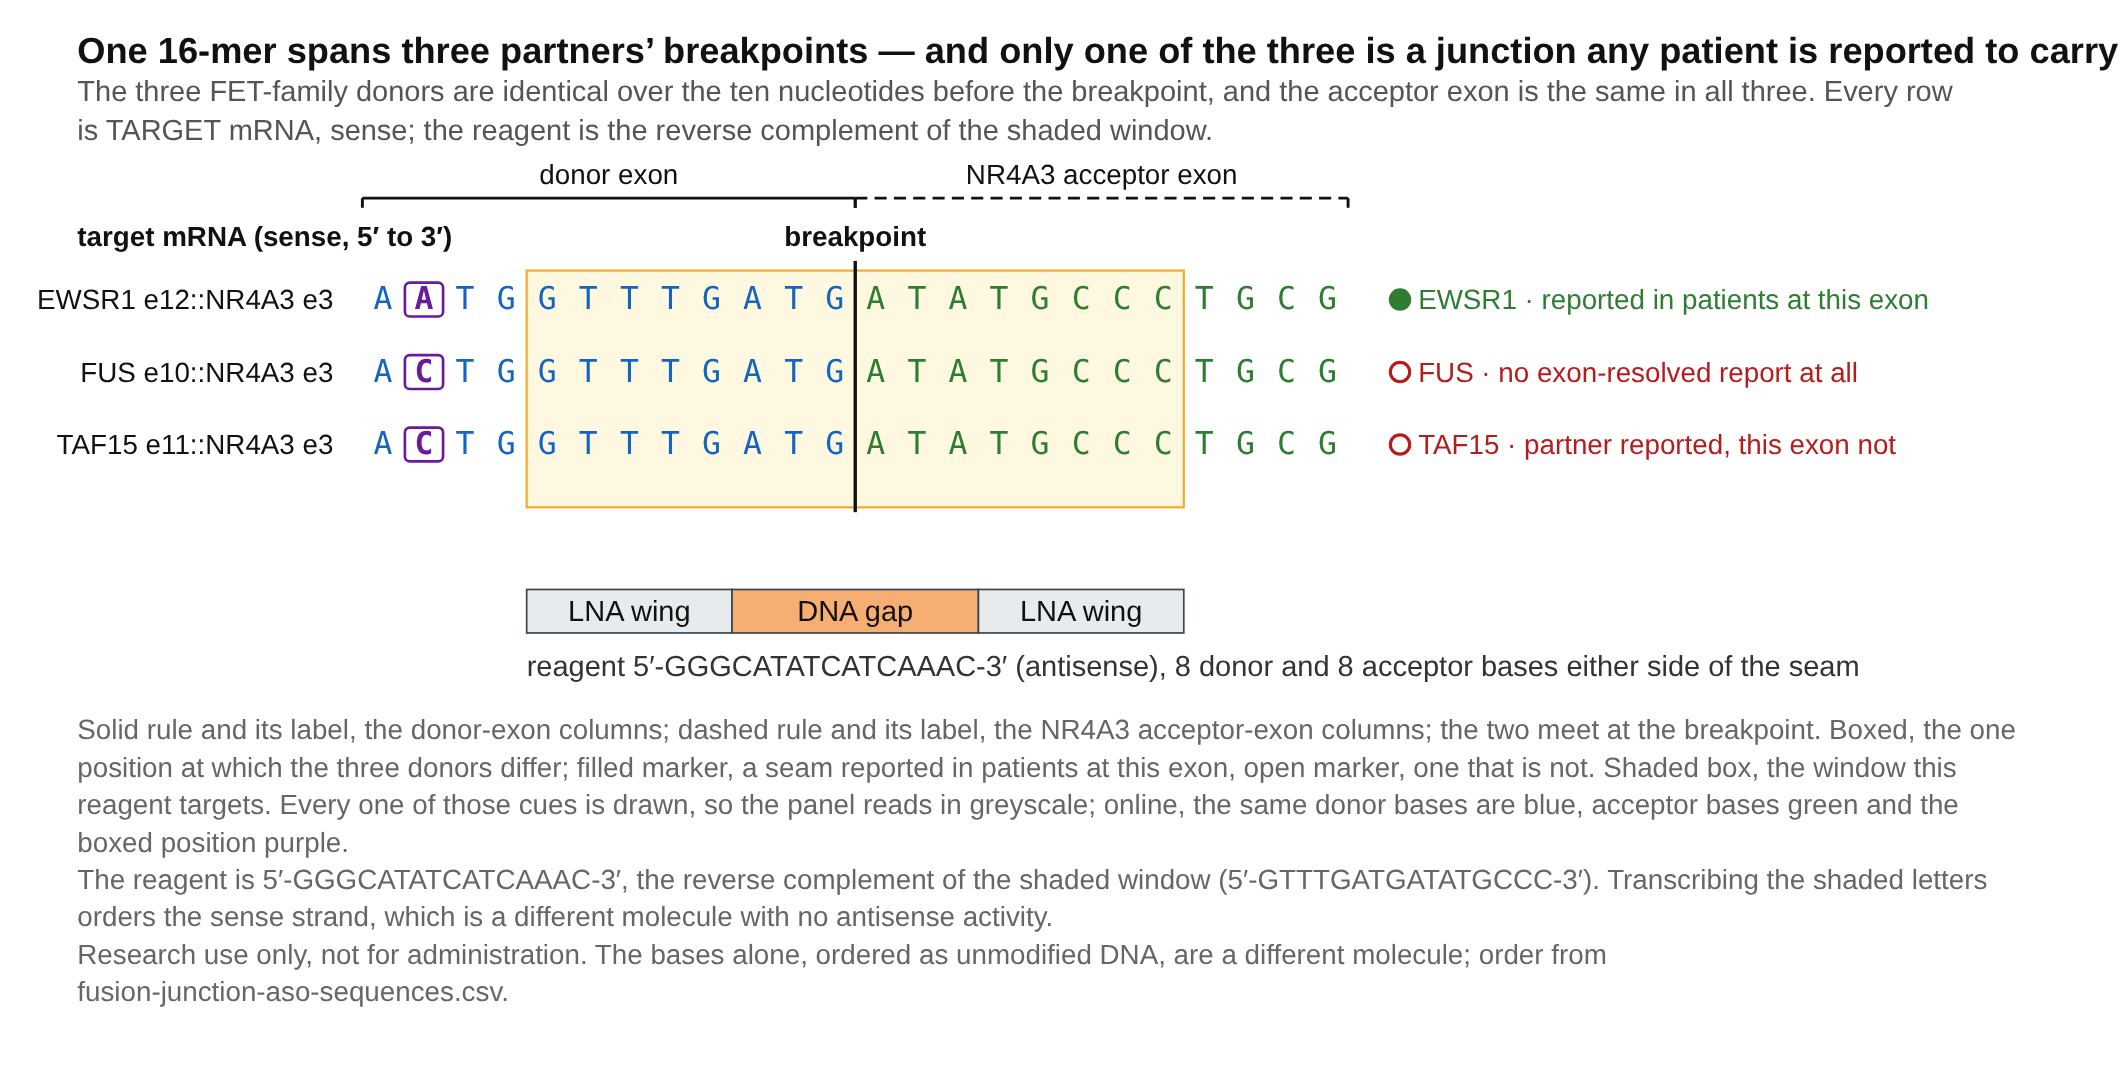 One 16-mer spans three partners’ breakpoints — and only one of the three is a junction any patient is reported to carry
The three FET-family donors are identical over the ten nucleotides before the breakpoint, and the acceptor exon is the same in all three. Every row
is TARGET mRNA, sense; the reagent is the reverse complement of the shaded window.
donor exon NR4A3 acceptor exon
target mRNA (sense, 5′ to 3′) breakpoint
EWSR1 e12::NR4A3 e3 A A T G G T T T G A T G A T A T G C C C T G C G EWSR1 · reported in patients at this exon
FUS e10::NR4A3 e3 A C T G G T T T G A T G A T A T G C C C T G C G FUS · no exon-resolved report at all
TAF15 e11::NR4A3 e3 A C T G G T T T G A T G A T A T G C C C T G C G TAF15 · partner reported, this exon not
LNA wing DNA gap LNA wing
reagent 5′-GGGCATATCATCAAAC-3′ (antisense), 8 donor and 8 acceptor bases either side of the seam
Solid rule and its label, the donor-exon columns; dashed rule and its label, the NR4A3 acceptor-exon columns; the two meet at the breakpoint. Boxed, the one
position at which the three donors differ; filled marker, a seam reported in patients at this exon, open marker, one that is not. Shaded box, the window this
reagent targets. Every one of those cues is drawn, so the panel reads in greyscale; online, the same donor bases are blue, acceptor bases green and the
boxed position purple.
The reagent is 5′-GGGCATATCATCAAAC-3′, the reverse complement of the shaded window (5′-GTTTGATGATATGCCC-3′). Transcribing the shaded letters
orders the sense strand, which is a different molecule with no antisense activity.
Research use only, not for administration. The bases alone, ordered as unmodified DNA, are a different molecule; order from
fusion-junction-aso-sequences.csv.